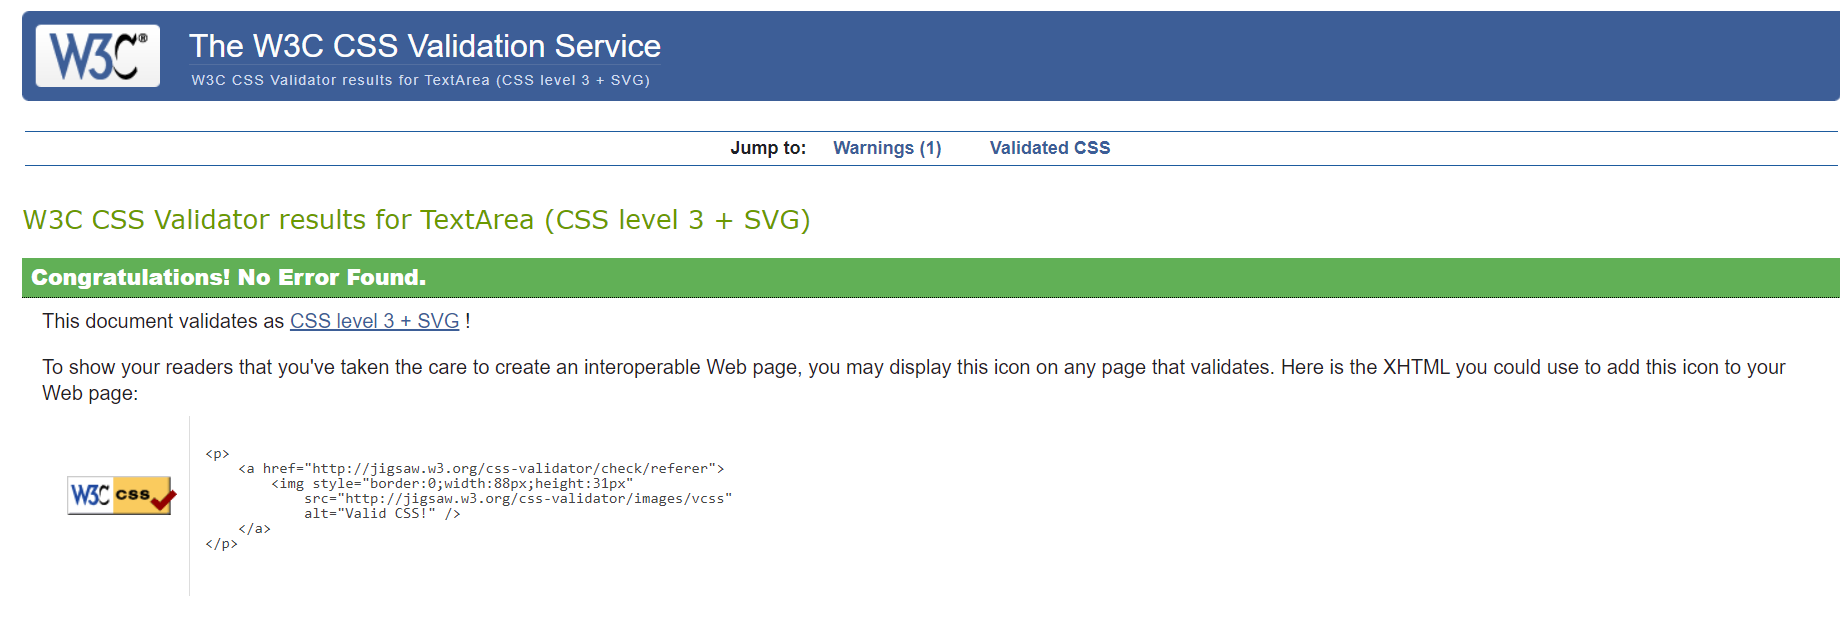 W3C® The W3C CSS Validation Service
W3C CSS Validator results for TextArea (CSS level 3 + SVG)
Jump to: Warnings (1) Validated CSS
W3C CSS Validator results for TextArea (CSS level 3 + SVG)
Congratulations! No Error Found.
This document validates as CSS level 3 + SVG !
To show your readers that you've taken the care to create an interoperable Web page, you may display this icon on any page that validates. Here is the XHTML you could use to add this icon to your
Web page:
W3C css
<p>
    <a href="http://jigsaw.w3.org/css-validator/check/referer">
        <img style="border:0;width:88px;height:31px"
            src="http://jigsaw.w3.org/css-validator/images/vcss"
            alt="Valid CSS!" />
    </a>
</p>